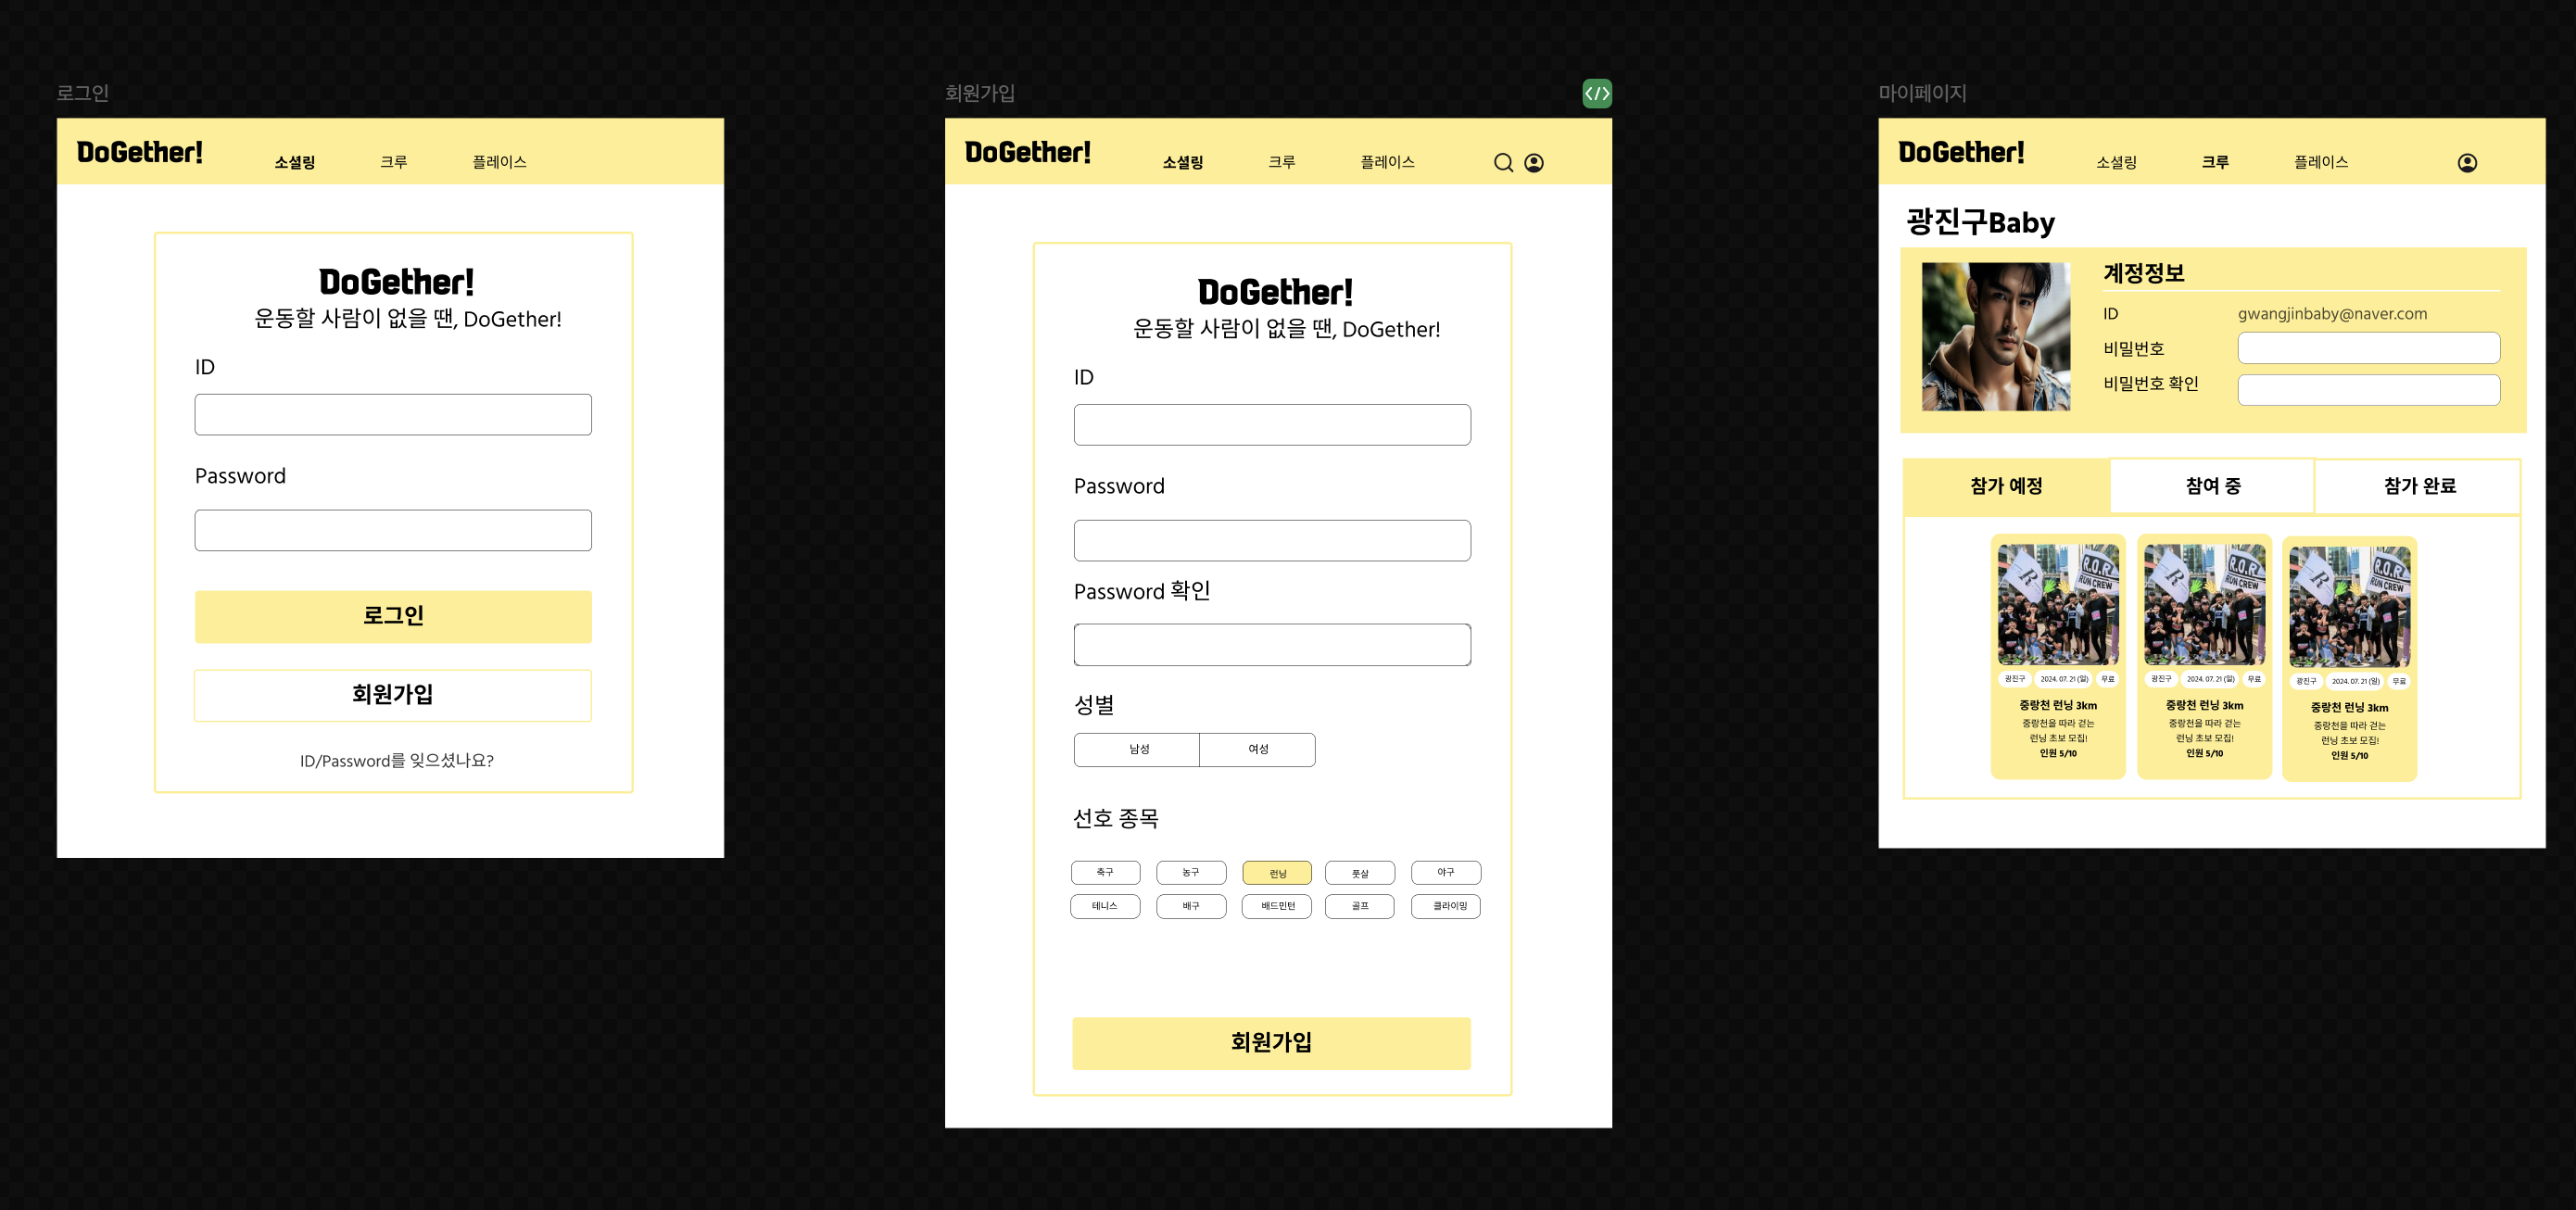 로그인
DoGether!
소셜링 크루 플레이스
DoGether!
운동할 사람이 없을 땐, DoGether!
ID
Password
로그인
회원가입
ID/Password를 잊으셨나요?
회원가입
</>
DoGether!
소셜링 크루 플레이스
DoGether!
운동할 사람이 없을 땐, DoGether!
ID
Password
Password 확인
성별
남성 여성
선호 종목
축구 농구 런닝 풋살 야구
테니스 배구 배드민턴 골프 클라이밍
회원가입
마이페이지
DoGether!
소셜링 크루 플레이스
광진구Baby
계정정보
ID gwangjinbaby@naver.com
비밀번호
비밀번호 확인
참가 예정 참여 중 참가 완료
R
R.O.R
RUN CREW
광진구 2024. 07. 21 (일) 무료
중랑천 런닝 3km
중랑천을 따라 걷는
런닝 초보 모집!
인원 5/10
R
R.O.R
RUN CREW
광진구 2024. 07. 21 (일) 무료
중랑천 런닝 3km
중랑천을 따라 걷는
런닝 초보 모집!
인원 5/10
R
R.O.R
RUN CREW
광진구 2024. 07. 21 (일) 무료
중랑천 런닝 3km
중랑천을 따라 걷는
런닝 초보 모집!
인원 5/10